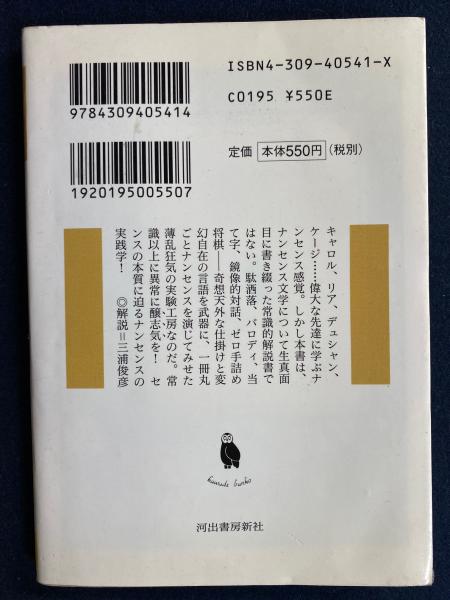 ISBN4-309-40541-X
C0195 ¥550E
9784309405414
定価 本体550円(税別)
1920195005507
キャロル、リア、デュシャン、
ケージ……偉大な先達に学ぶナ
ンセンス感覚。しかし本書は、
ナンセンス文学について生真面
目に書き綴った常識的解説書で
はない。駄洒落、パロディ、当
て字、鏡像的対話、ゼロ手詰め
将棋――奇想天外な仕掛けと変
幻自在の言語を武器に、一冊丸
ごとナンセンスを演じてみせた
薄乱狂気の実験工房なのだ。常
識以上に異常に醸志気を! セ
ンスの本質に迫るナンセンスの
実践学! ◎解説=三浦俊彦
kawade bunko
河出書房新社